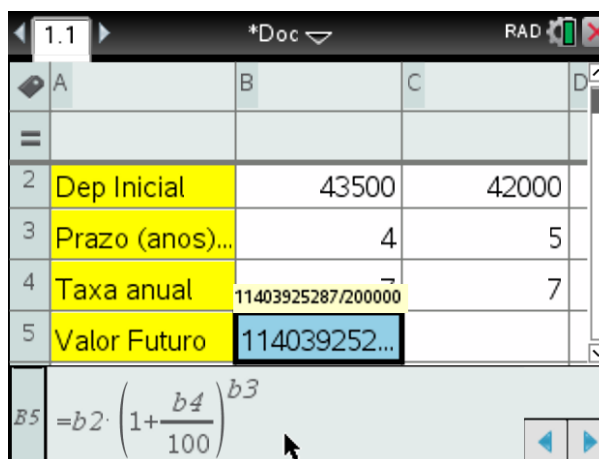 1.1 *Doc RAD
A B C D
=
2 Dep Inicial 43500 42000
3 Prazo (anos)... 4 5
4 Taxa anual 7
11403925287/200000
5 Valor Futuro 114039252...
B5 =b2·(1+b4/100)^b3